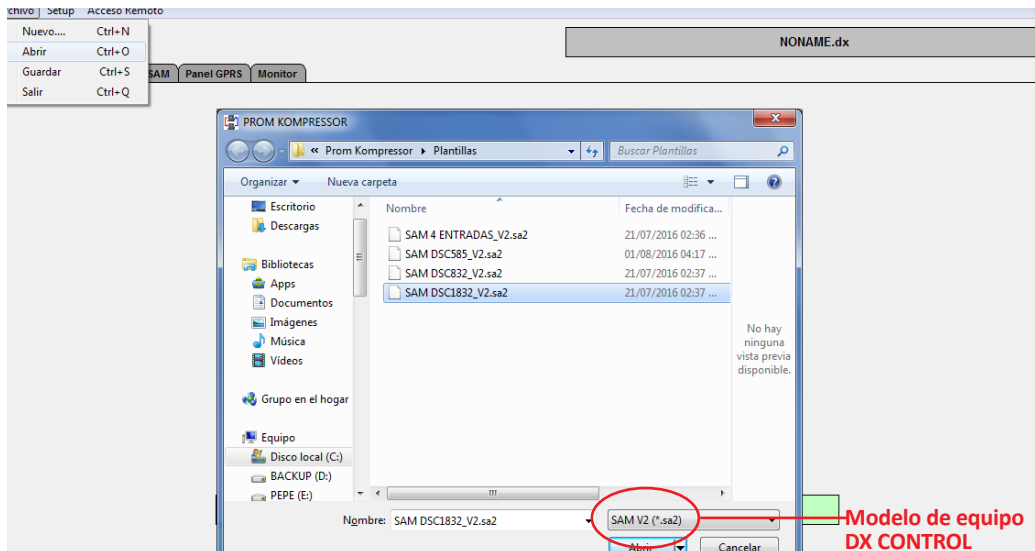 chivo Setup Acceso Remoto
Nuevo.... Ctrl+N
Abrir Ctrl+O
Guardar Ctrl+S
Salir Ctrl+Q
NONAME.dx
SAM Panel GPRS Monitor
PROM KOMPRESSOR
« Prom Kompressor Plantillas
Buscar Plantillas
Organizar Nueva carpeta
Escritorio
Descargas
Bibliotecas
Apps
Documentos
Imágenes
Música
Vídeos
Grupo en el hogar
Equipo
Disco local (C:)
BACKUP (D:)
PEPE (E:)
Nombre Fecha de modifica...
SAM 4 ENTRADAS_V2.sa2 21/07/2016 02:36 ...
SAM DSC585_V2.sa2 01/08/2016 04:17 ...
SAM DSC832_V2.sa2 21/07/2016 02:37 ...
SAM DSC1832_V2.sa2 21/07/2016 02:37 ...
No hay
ninguna
vista previa
disponible.
Nombre: SAM DSC1832_V2.sa2 SAM V2 (*.sa2)
Abrir Cancelar
Modelo de equipo
DX CONTROL